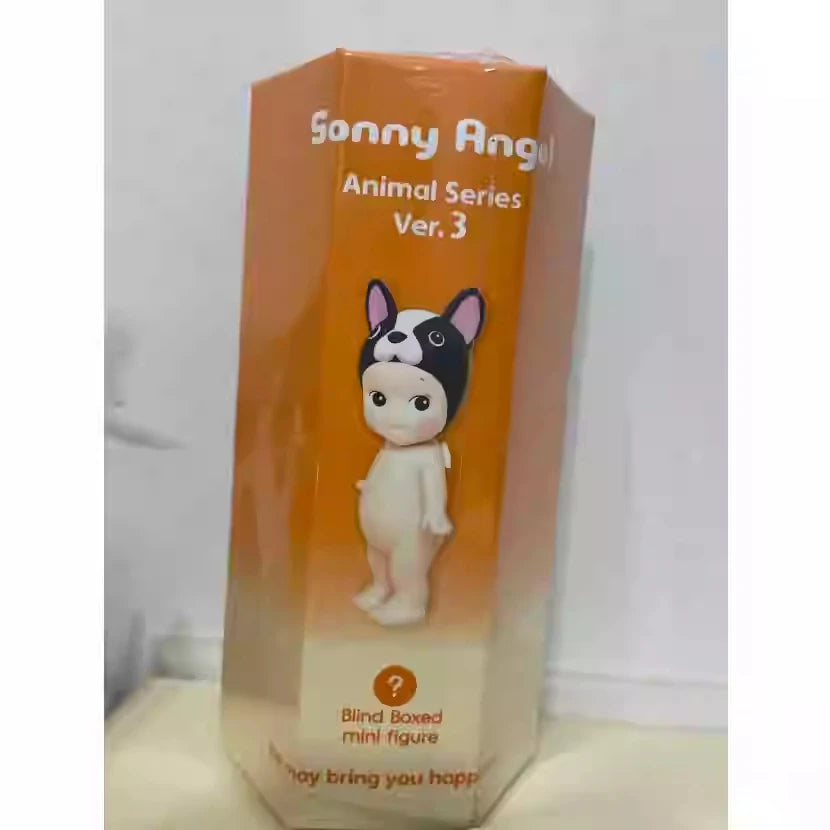 Sonny Angel
Animal Series
Ver. 3
?
Blind Boxed
mini figure
may bring you happ